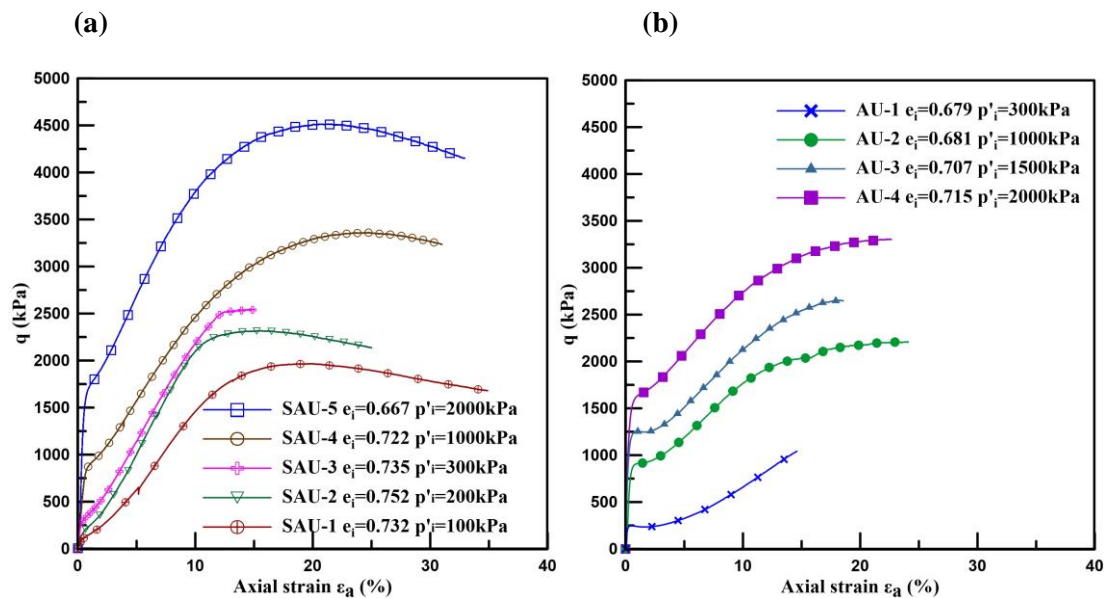 (a)
5000
4500
4000
3500
3000
2500
2000
1500
1000
500
0
q (kPa)
SAU-5 eᵢ=0.667 p'ᵢ=2000kPa
SAU-4 eᵢ=0.722 p'ᵢ=1000kPa
SAU-3 eᵢ=0.735 p'ᵢ=300kPa
SAU-2 eᵢ=0.752 p'ᵢ=200kPa
SAU-1 eᵢ=0.732 p'ᵢ=100kPa
0 10 20 30 40
Axial strain εₐ (%)
(b)
5000
4500
4000
3500
3000
2500
2000
1500
1000
500
0
q (kPa)
AU-1 eᵢ=0.679 p'ᵢ=300kPa
AU-2 eᵢ=0.681 p'ᵢ=1000kPa
AU-3 eᵢ=0.707 p'ᵢ=1500kPa
AU-4 eᵢ=0.715 p'ᵢ=2000kPa
0 10 20 30 40
Axial strain εₐ (%)